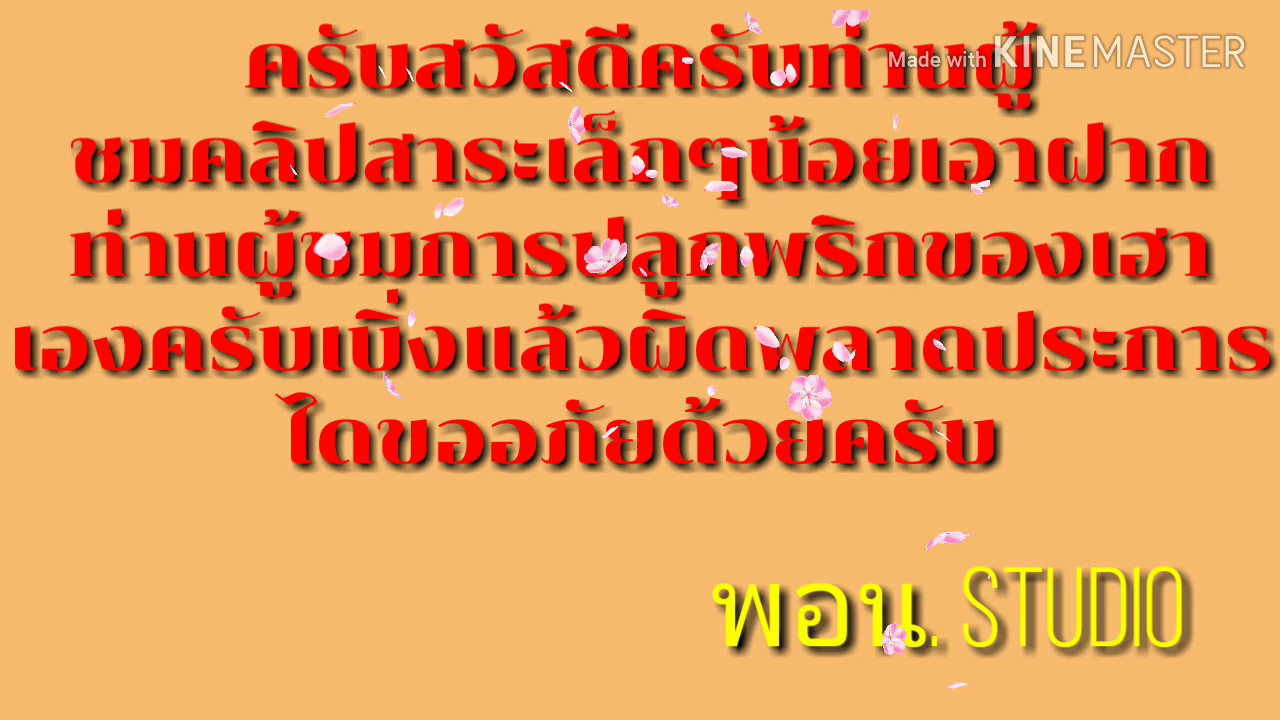 ครับสวัสดีครับท่านผู้
Made with KINEMASTER
ชมคลิปสาระเล็กๆน้อยเอาฝาก
ท่านผู้ชมการปลูกพริกของเฮา
เองครับเบิ่งแล้วผิดพลาดประการ
ใดขออภัยด้วยครับ
พอน. STUDIO